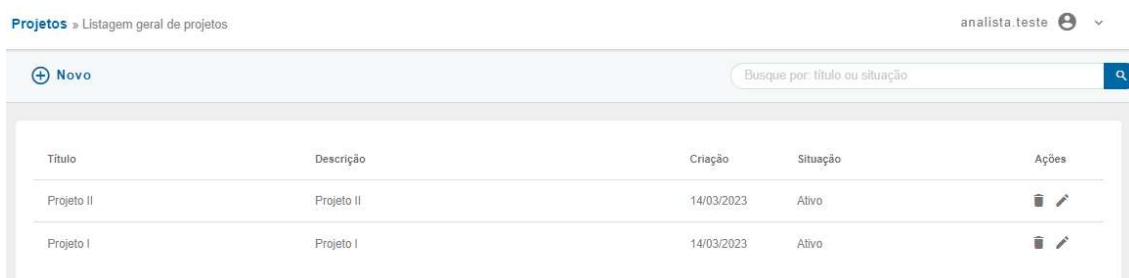 Projetos » Listagem geral de projetos
analista.teste
Novo
Busque por: título ou situação
Título Descrição Criação Situação Ações
Projeto II Projeto II 14/03/2023 Ativo
Projeto I Projeto I 14/03/2023 Ativo